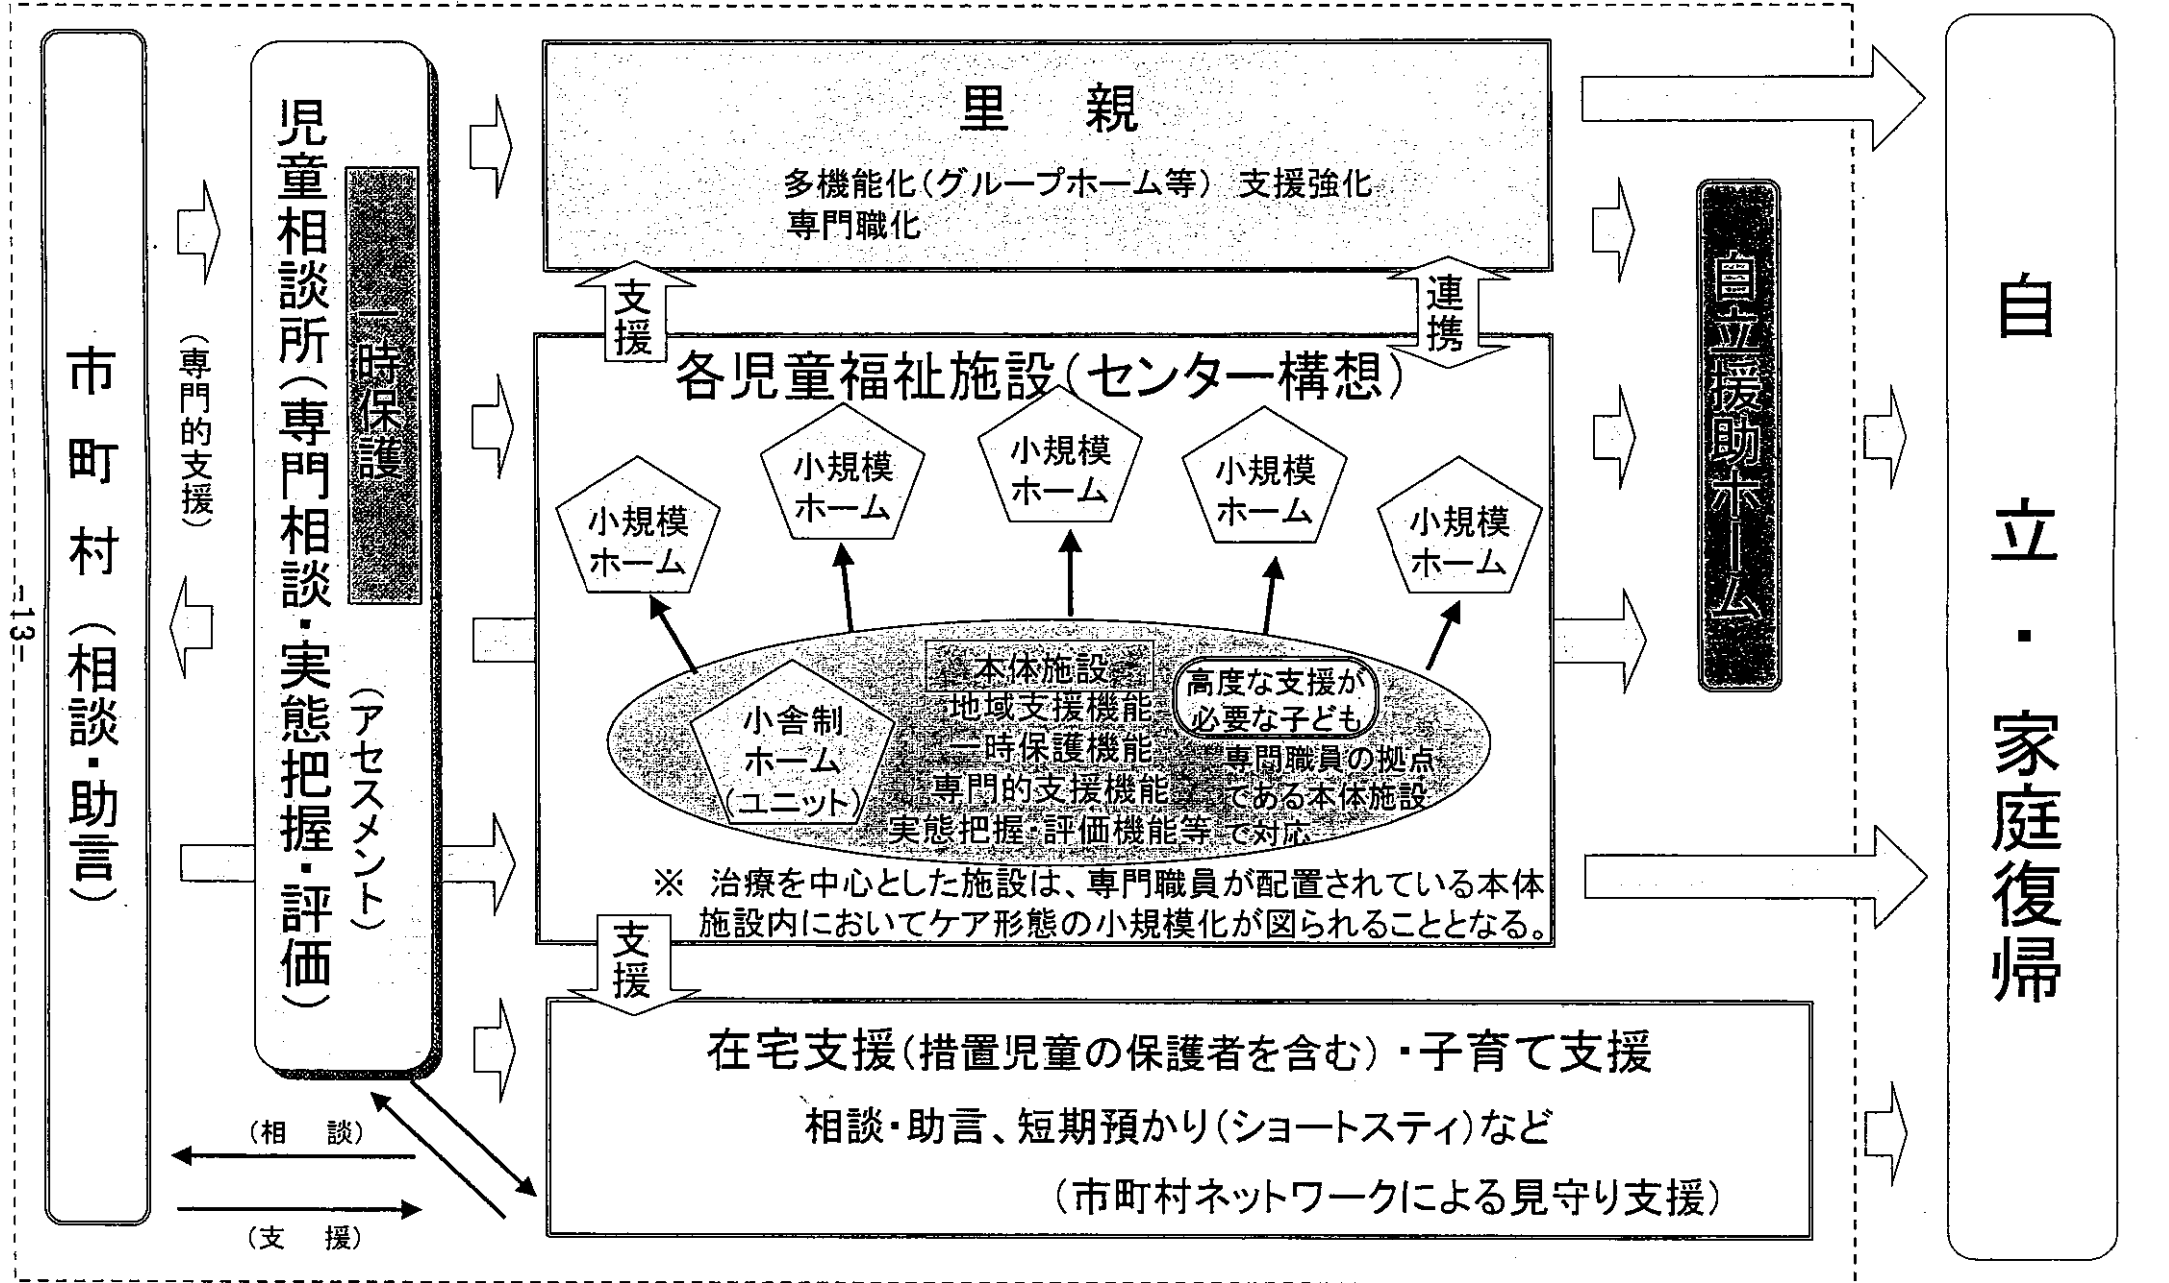 市町村（相談・助言）
-13-
（専門的支援）
児童相談所（専門相談・実態把握・評価）
（アセスメント）
一時保護
里 親
多機能化（グループホーム等） 支援強化
専門職化
支援
連携
各児童福祉施設（センター構想）
小規模
ホーム
小規模
ホーム
小規模
ホーム
小規模
ホーム
小規模
ホーム
本体施設
地域支援機能
一時保護機能
専門的支援機能
実態把握・評価機能等
小舎制
ホーム
（ユニット）
高度な支援が
必要な子ども
専門職員の拠点
である本体施設
で対応
※ 治療を中心とした施設は、専門職員が配置されている本体
施設内においてケア形態の小規模化が図られることとなる。
支援
在宅支援（措置児童の保護者を含む）・子育て支援
相談・助言、短期預かり（ショートスティ）など
（市町村ネットワークによる見守り支援）
（相 談）
（支 援）
自立援助ホーム
自 立・家庭復帰